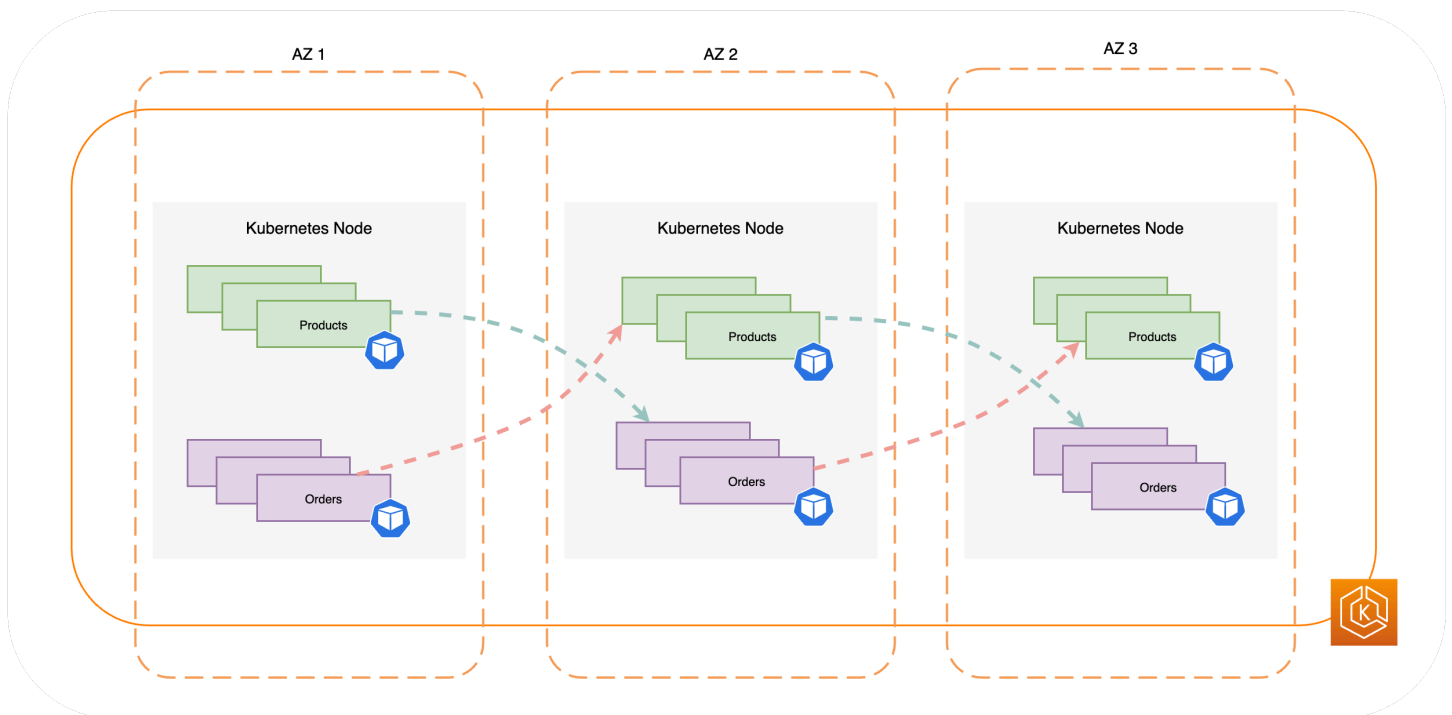 AZ 1
AZ 2
AZ 3
Kubernetes Node
Kubernetes Node
Kubernetes Node
Products
Products
Products
Orders
Orders
Orders
K